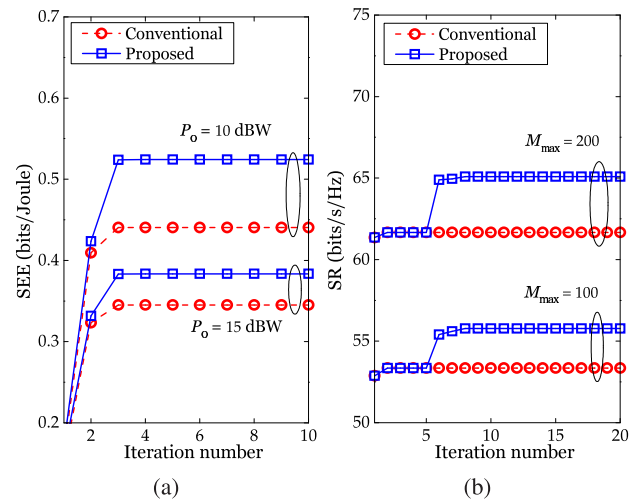 Conventional
Proposed
SEE (bits/Joule)
0.7
0.6
0.5
0.4
0.3
0.2
P₀ = 10 dBW
P₀ = 15 dBW
2 4 6 8 10
Iteration number
(a)
Conventional
Proposed
SR (bits/s/Hz)
75
70
65
60
55
50
M_max = 200
M_max = 100
5 10 15 20
Iteration number
(b)